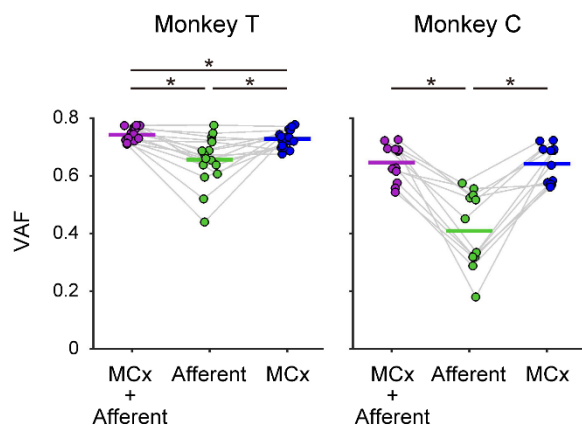 Monkey T
Monkey C
*
* *
* *
VAF
0.8
0.6
0.4
0.2
0
MCx
+
Afferent
Afferent
MCx
MCx
+
Afferent
Afferent
MCx